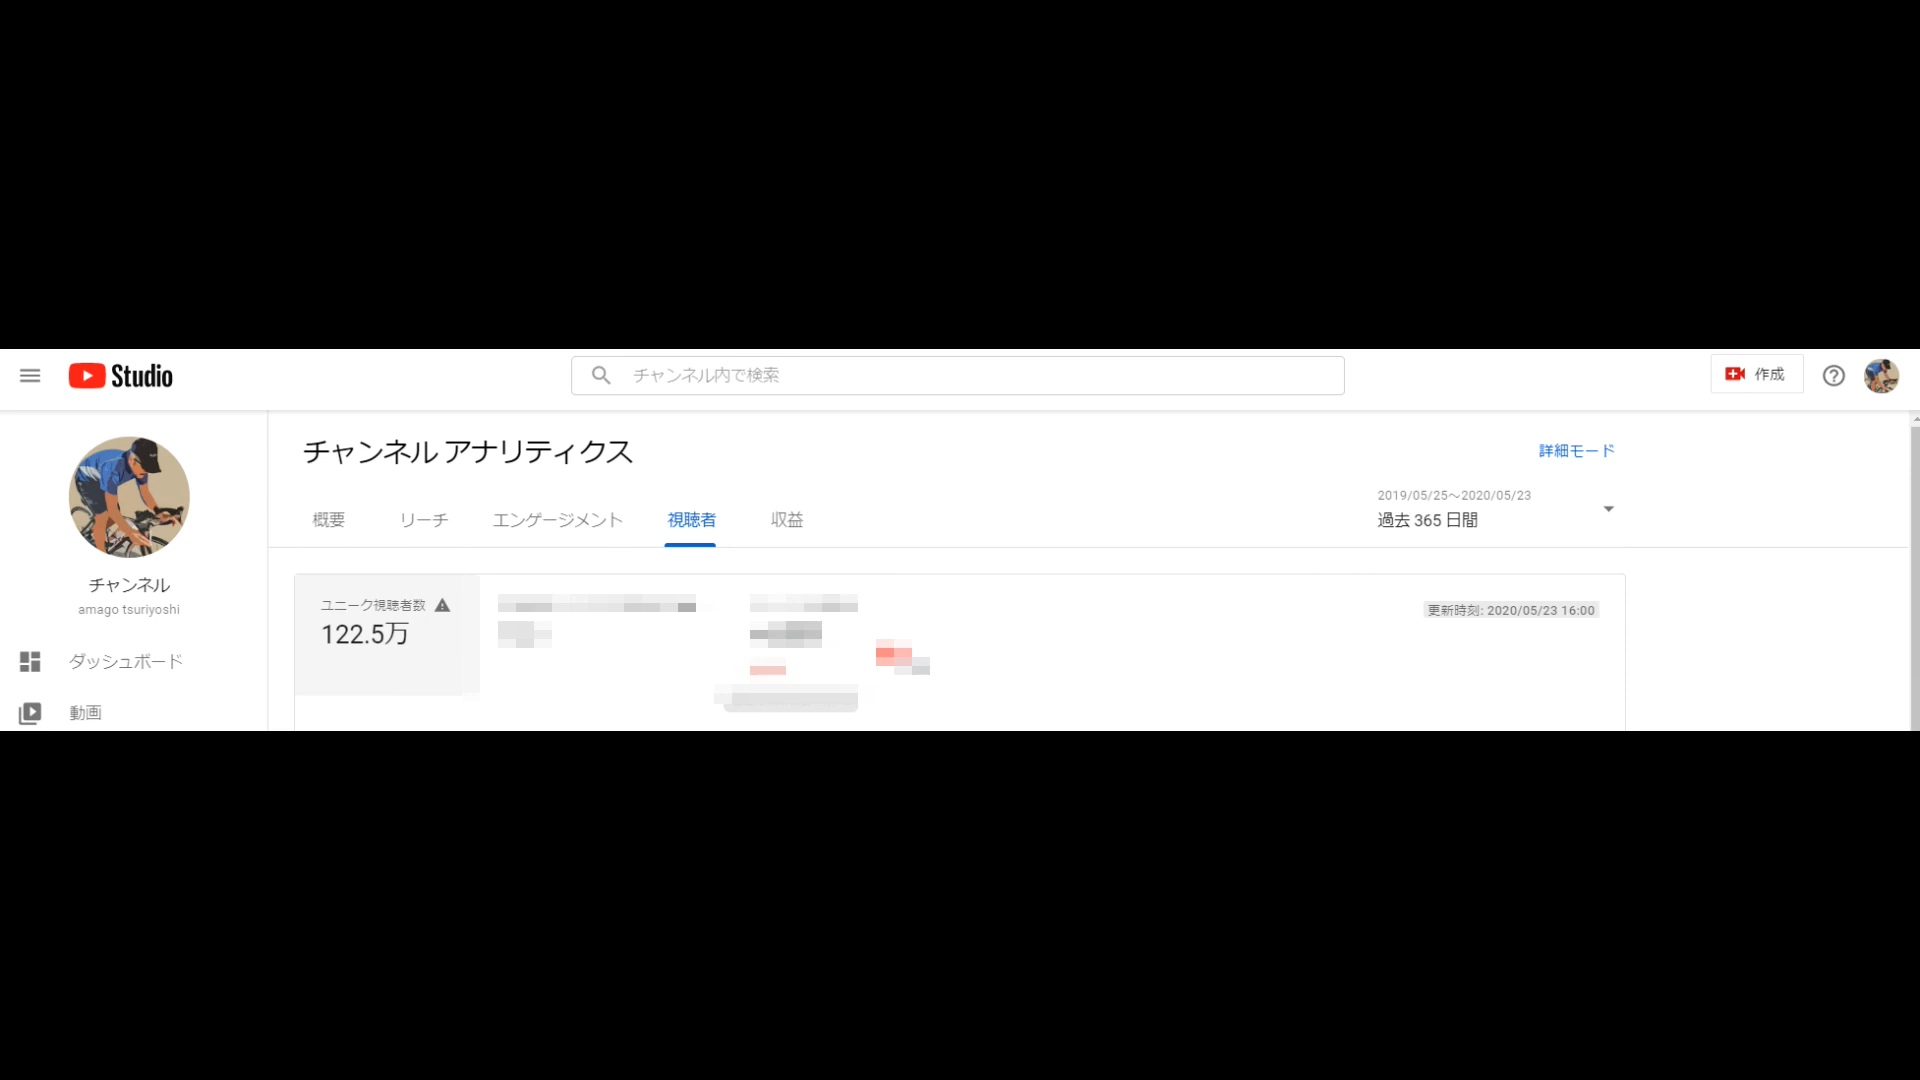 Studio
チャンネル内で検索
作成
チャンネル アナリティクス
詳細モード
概要 リーチ エンゲージメント 視聴者 収益
2019/05/25～2020/05/23
過去 365 日間
チャンネル
amago tsuriyoshi
ダッシュボード
動画
ユニーク視聴者数
122.5万
更新時刻: 2020/05/23 16:00